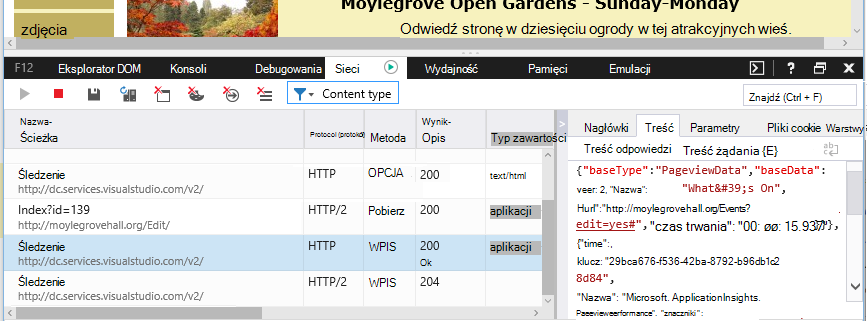 Moylegrove Open Gardens - Sunday-Monday
Odwiedź stronę w dziesięciu ogrody w tej atrakcyjnych wieś.
zdjęcia
F12 Eksplorator DOM Konsoli Debugowania Sieci Wydajność Pamięci Emulacji
Content type
Znajdź (Ctrl + F)
Nazwa-
Ścieżka
Protocol (protokół)
Metoda
Wynik-
Opis
Typ zawartości
Śledzenie HTTP OPCJA 200 text/html
http://dc.services.visualstudio.com/v2/
Index?id=139 HTTP/2 Pobierz 200 aplikacji
http://moylegrovehall.org/Edit/
Śledzenie HTTP WPIS 200 aplikacji
http://dc.services.visualstudio.com/v2/ Ok
Śledzenie HTTP/2 WPIS 204
http://dc.services.visualstudio.com/v2/
Nagłówki Treść Parametry Pliki cookie Warstwy
Treść odpowiedzi Treść żądania {E}
{"baseType":"PageviewData","baseData":
veer: 2, "Nazwa": "What&#39;s On",
Hurl":"http://moylegrovehall.org/Events?
edit=yes#","czas trwania": "00: øø: 15.937"},
{"time":,
klucz: "29bca676-f536-42ba-8792-b96db1c2
8d84",
"Nazwa": "Microsoft. ApplicationInsights.
Pageviewperformance", "znaczniki":